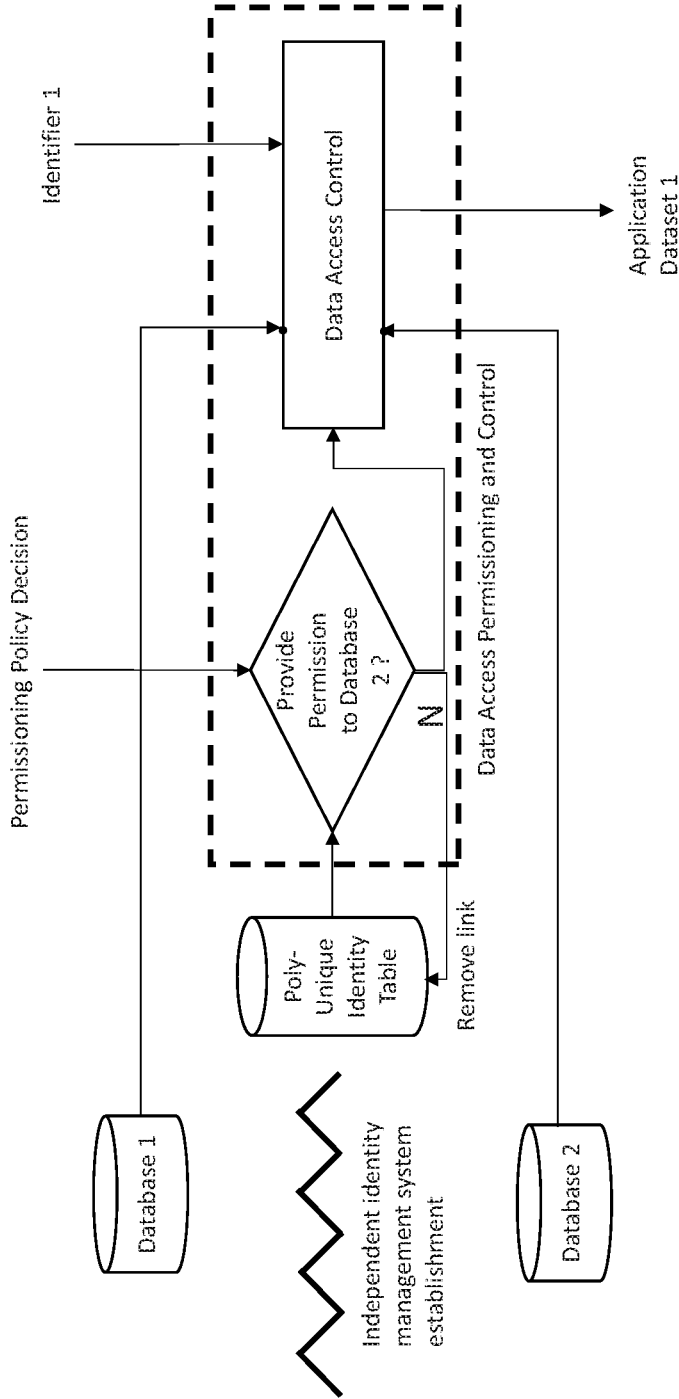 Permissioning Policy Decision
Identifier 1
Database 1
Independent identity
management system
establishment
Poly-
Unique
Identity
Table
Provide
Permission
to Database
2 ?
N
Data Access Control
Remove link
Data Access Permissioning and Control
Database 2
Application
Dataset 1